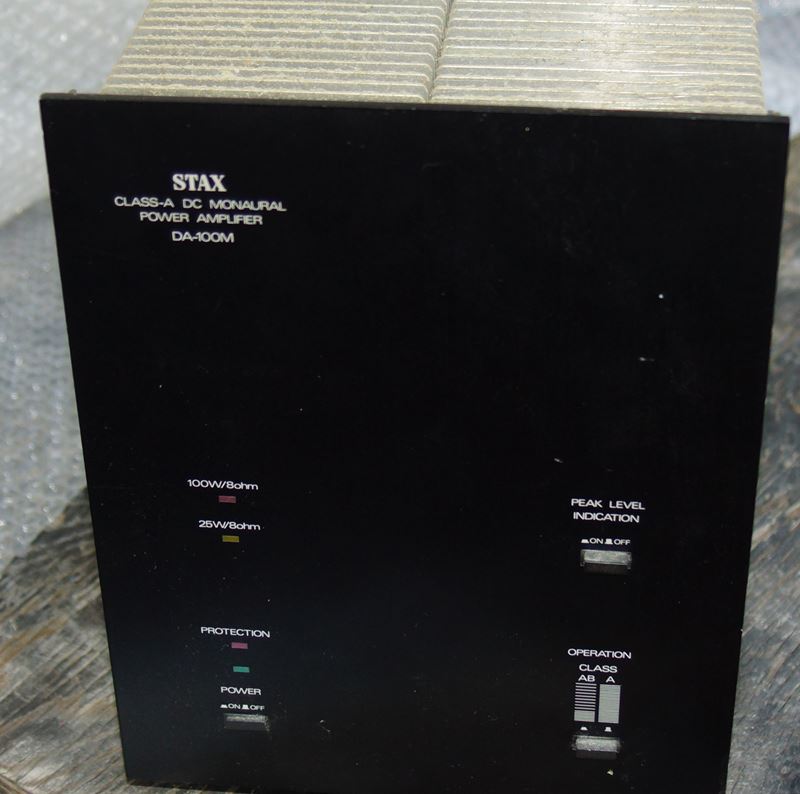 STAX
CLASS-A DC MONAURAL
POWER AMPLIFIER
DA-100M
100W/8ohm
25W/8ohm
PEAK LEVEL
INDICATION
ON OFF
PROTECTION
POWER
ON OFF
OPERATION
CLASS
AB A